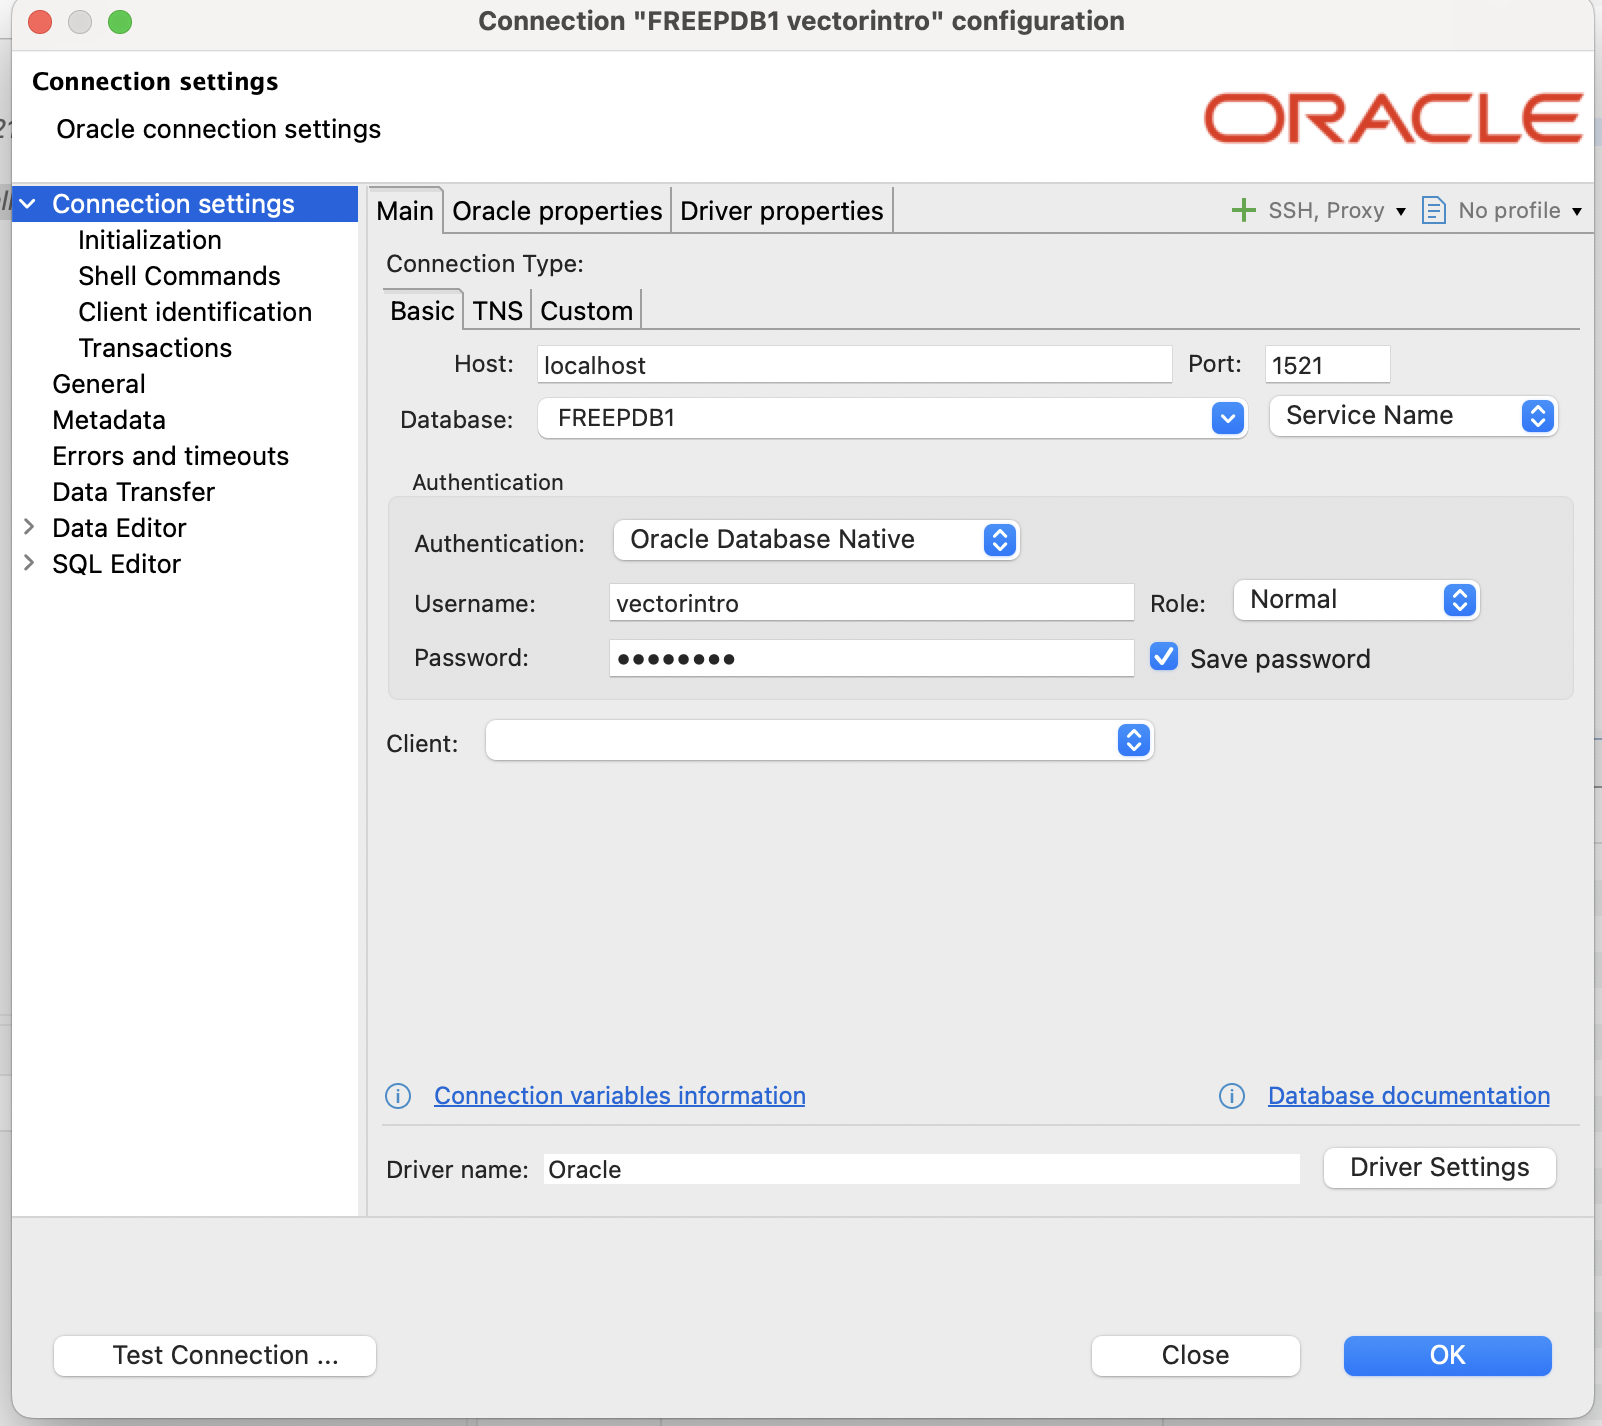 Connection "FREEPDB1 vectorintro" configuration
Connection settings
Oracle connection settings
ORACLE
Connection settings
Initialization
Shell Commands
Client identification
Transactions
General
Metadata
Errors and timeouts
Data Transfer
Data Editor
SQL Editor
Main Oracle properties Driver properties SSH, Proxy No profile
Connection Type:
Basic TNS Custom
Host: localhost Port: 1521
Database: FREEPDB1 Service Name
Authentication
Authentication: Oracle Database Native
Username: vectorintro Role: Normal
Password: •••••••• Save password
Client:
Connection variables information Database documentation
Driver name: Oracle Driver Settings
Test Connection ... Close OK